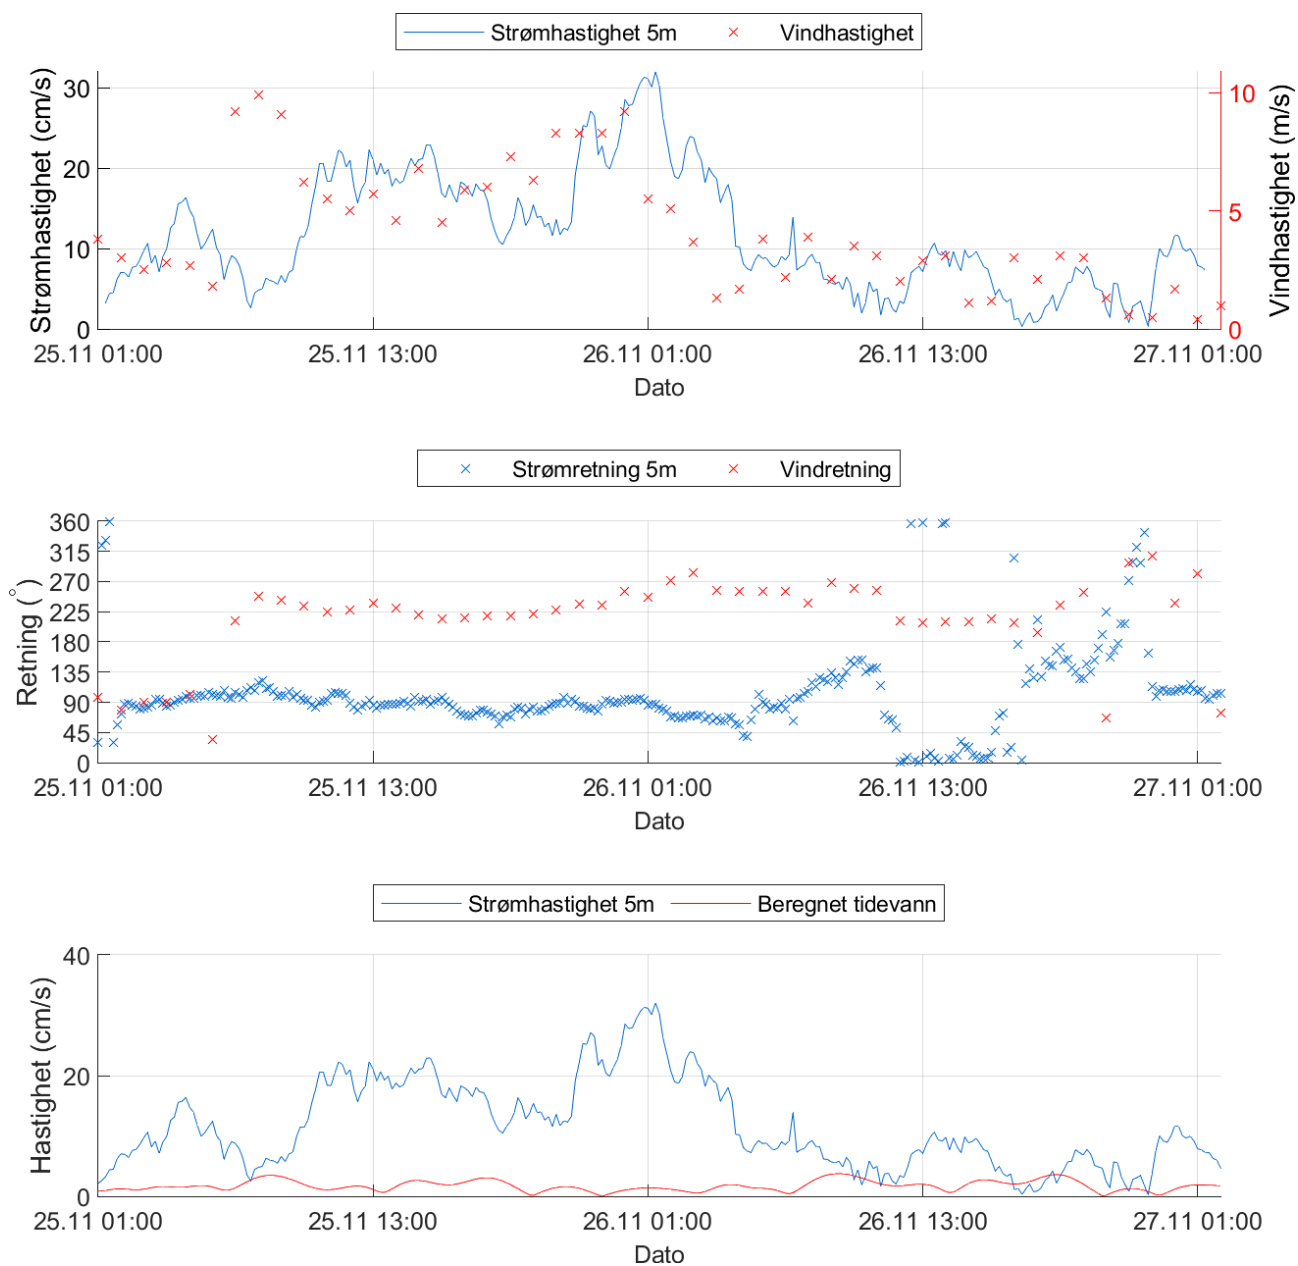 Strømhastighet 5m Vindhastighet
Strømhastighet (cm/s)
30
20
10
0
10
5
0
Vindhastighet (m/s)
25.11 01:00 25.11 13:00 26.11 01:00 26.11 13:00 27.11 01:00
Dato
Strømretning 5m Vindretning
Retning (°)
360
315
270
225
180
135
90
45
0
25.11 01:00 25.11 13:00 26.11 01:00 26.11 13:00 27.11 01:00
Dato
Strømhastighet 5m Beregnet tidevann
Hastighet (cm/s)
40
20
0
25.11 01:00 25.11 13:00 26.11 01:00 26.11 13:00 27.11 01:00
Dato